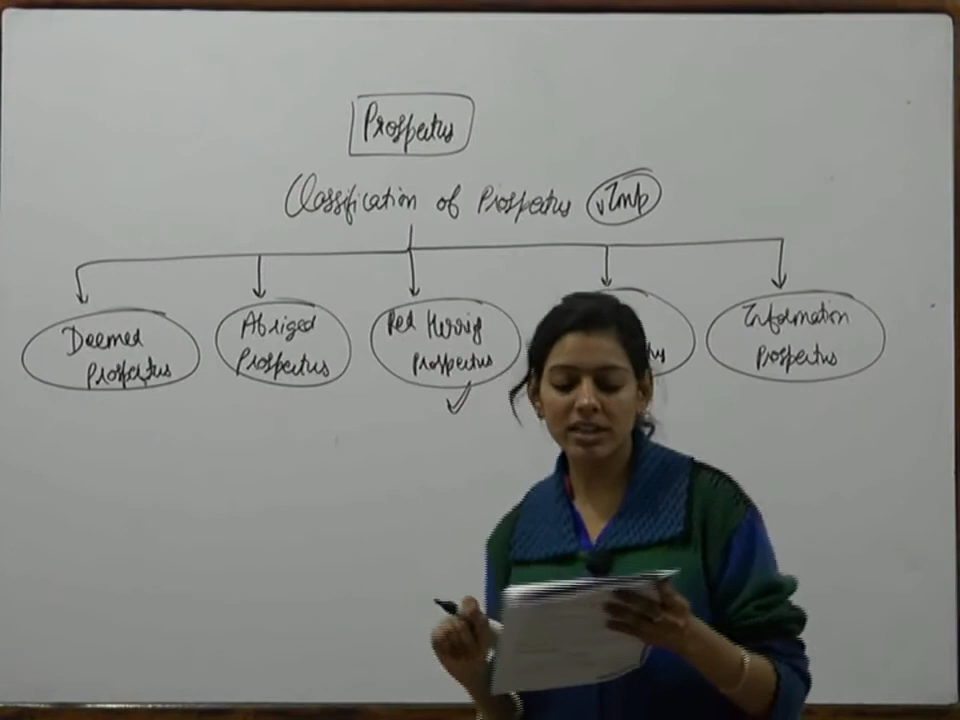 Prospectus
Classification of Prospectus Imp
Deemed
Prospectus
Abriged
Prospectus
Red Herring
Prospectus
Information
Prospectus